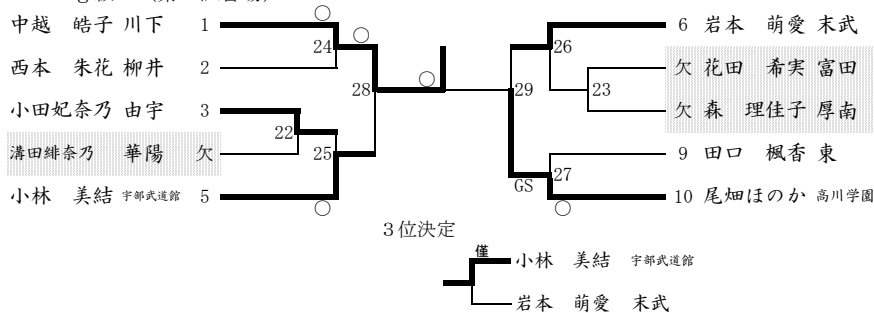 中越　皓子 川下 1
西本　朱花 柳井 2
小田妃奈乃 由宇 3
溝田緋奈乃　華陽　欠
小林　美結 宇部武道館 5
○
24
○
28
22
25
○
○
6 岩本　萌愛 末武
欠 花田　希実 富田
欠 森　理佳子 厚南
9 田口　楓香 東
10 尾畑ほのか 高川学園
26
23
29
27
GS
○
３位決定
僅
小林　美結　宇部武道館
岩本　萌愛　末武